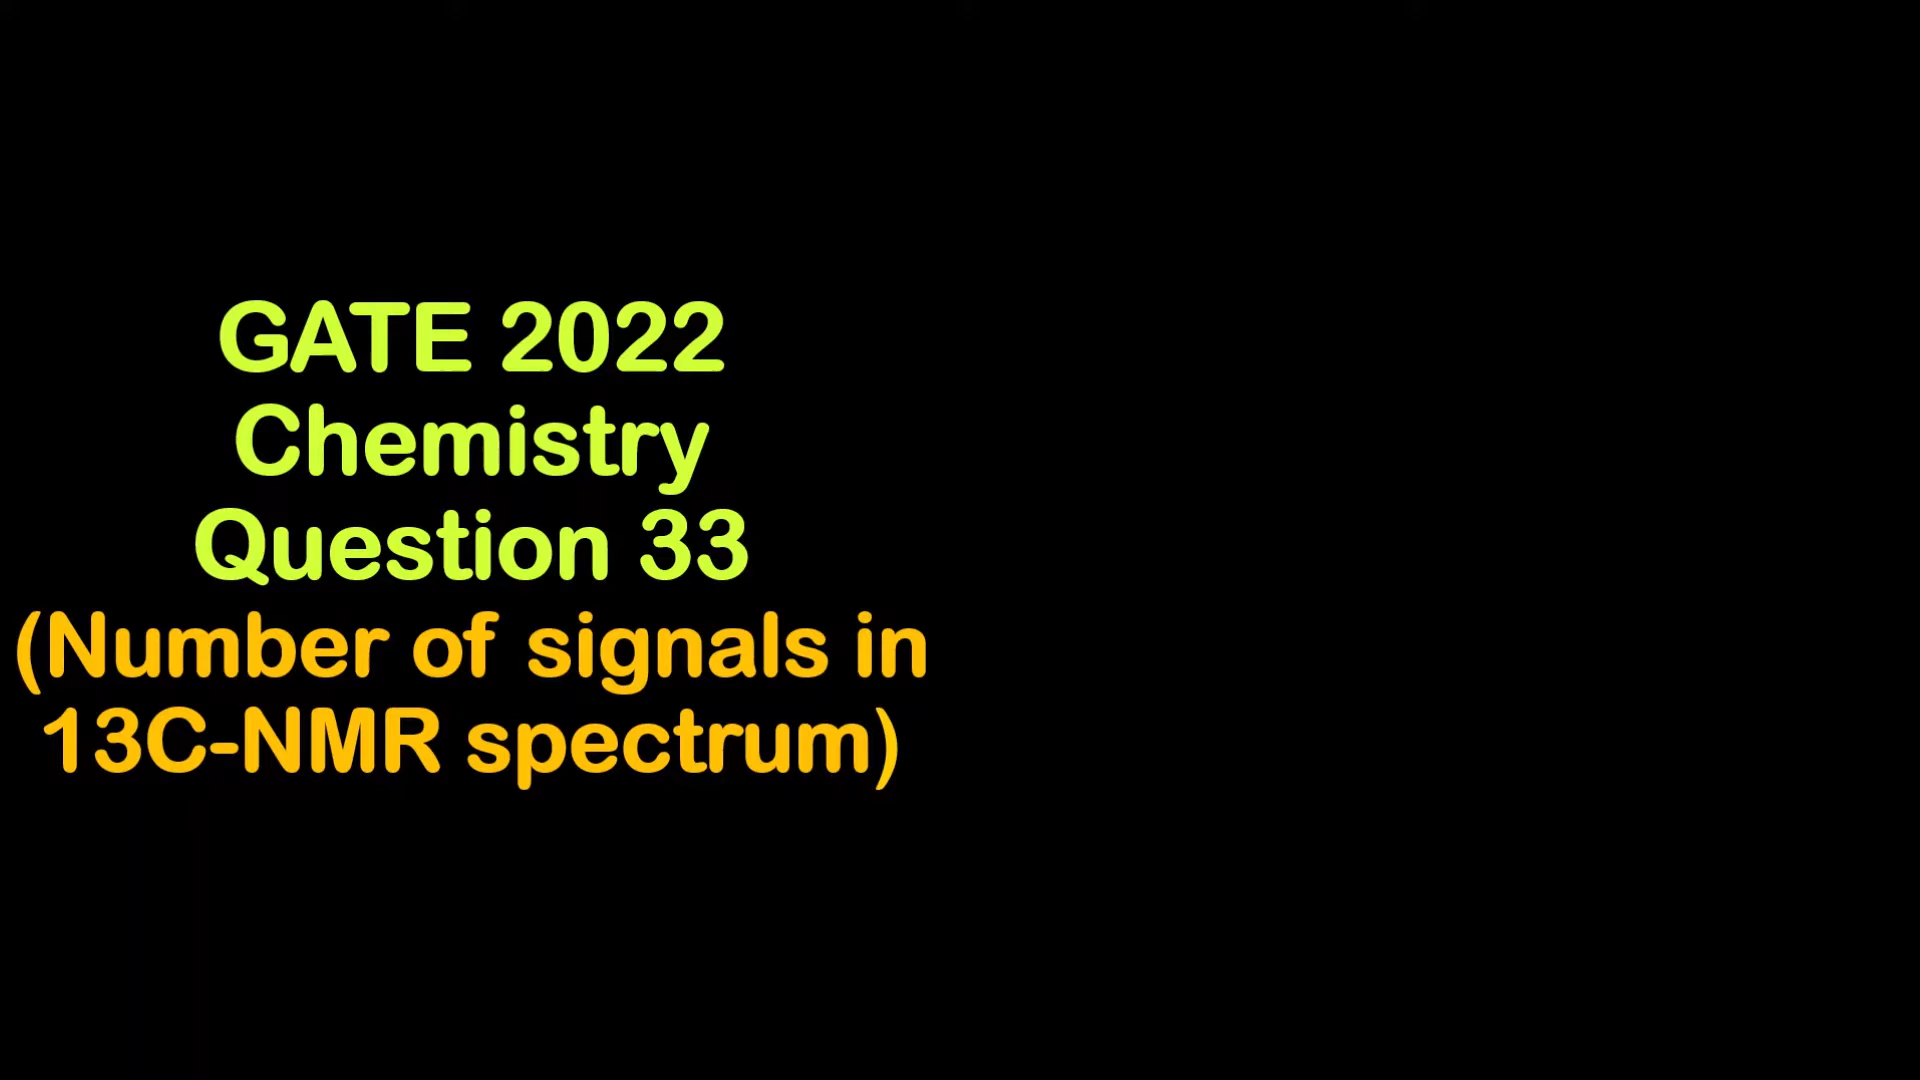 GATE 2022
Chemistry
Question 33
(Number of signals in
13C-NMR spectrum)